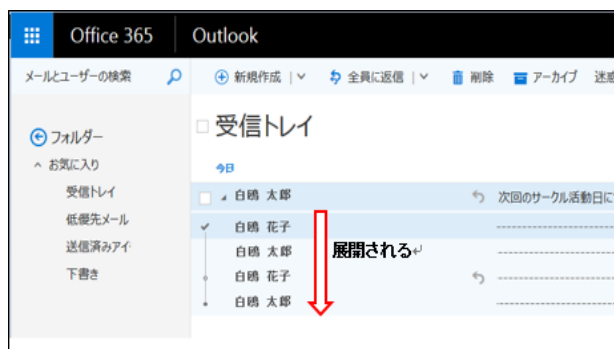 Office 365 Outlook
メールとユーザーの検索 新規作成 全員に返信 削除 アーカイブ 迷惑
受信トレイ
フォルダー
お気に入り
今日
受信トレイ
白鴎 太郎 次回のサークル活動日に
低優先メール
白鴎 花子
送信済みアイ
白鴎 太郎
展開される
下書き
白鴎 花子
白鴎 太郎